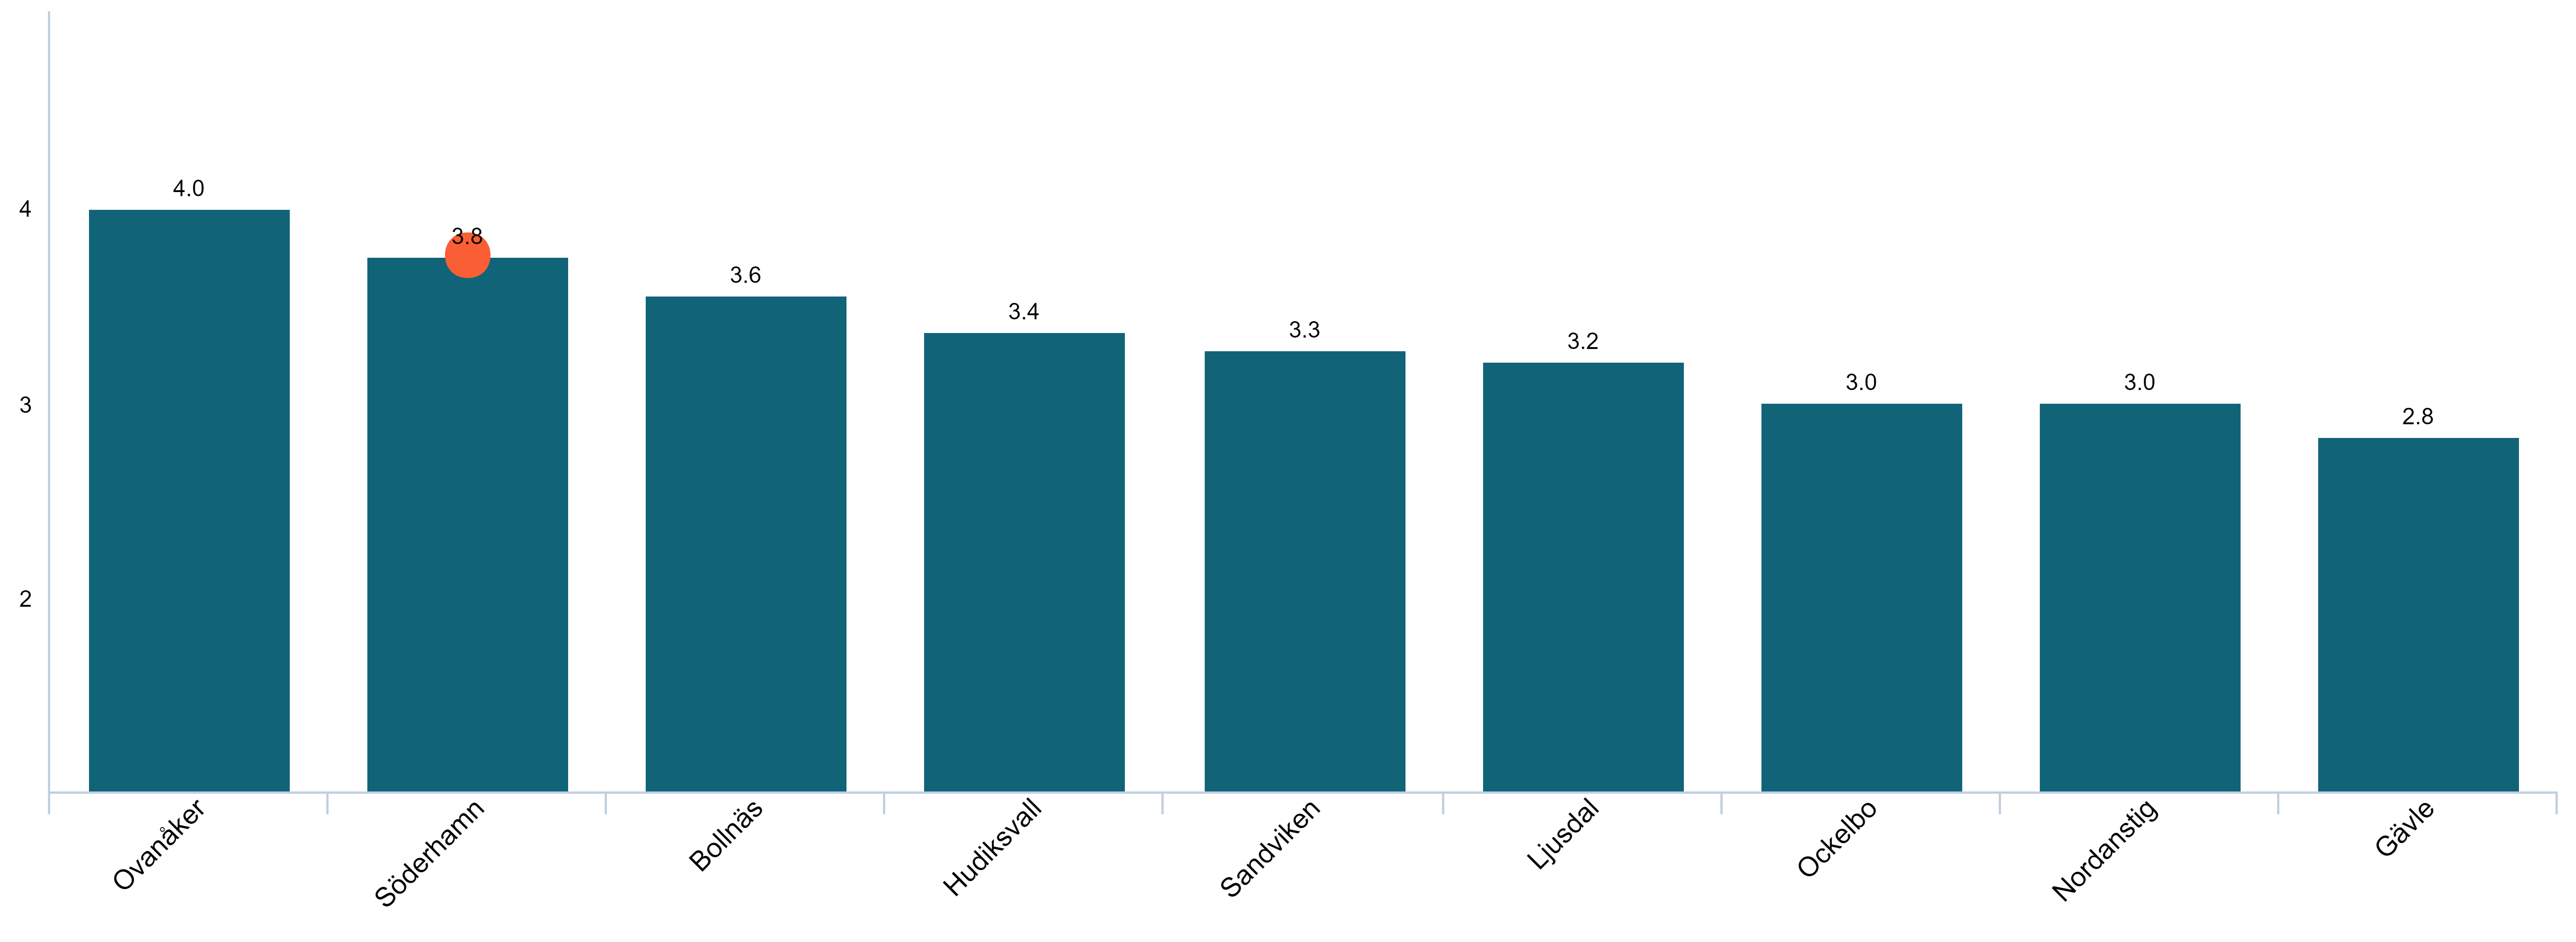 4.0
3.8
3.6
3.4
3.3
3.2
3.0
3.0
2.8
4
3
2
Ovanåker
Söderhamn
Bollnäs
Hudiksvall
Sandviken
Ljusdal
Ockelbo
Nordanstig
Gävle